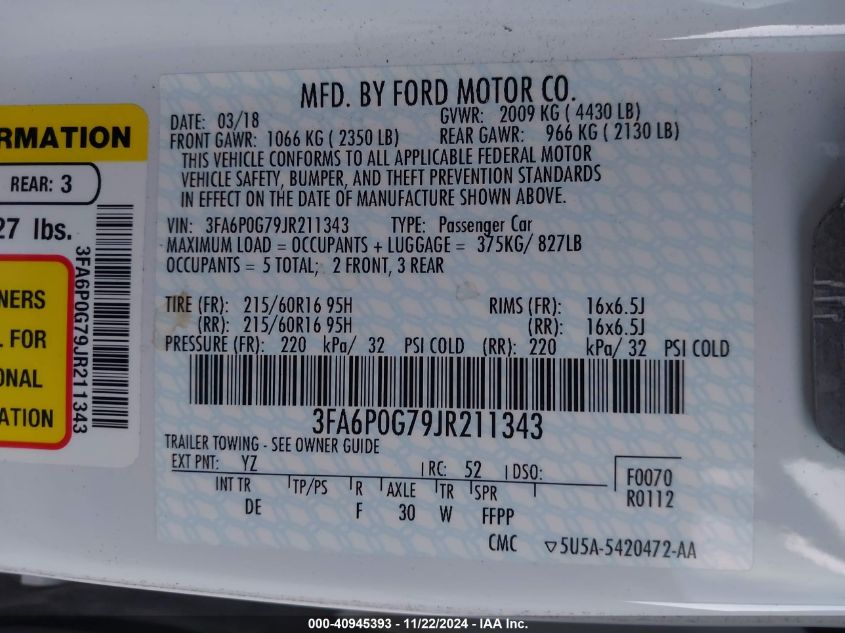 RMATION
REAR: 3
27 lbs.
3FA6P0G79JR211343
NERS
L FOR
ONAL
ATION
MFD. BY FORD MOTOR CO.
DATE: 03/18 GVWR: 2009 KG ( 4430 LB)
FRONT GAWR: 1066 KG ( 2350 LB) REAR GAWR: 966 KG ( 2130 LB)
THIS VEHICLE CONFORMS TO ALL APPLICABLE FEDERAL MOTOR
VEHICLE SAFETY, BUMPER, AND THEFT PREVENTION STANDARDS
IN EFFECT ON THE DATE OF MANUFACTURE SHOWN ABOVE.
VIN: 3FA6P0G79JR211343 TYPE: Passenger Car
MAXIMUM LOAD = OCCUPANTS + LUGGAGE = 375KG/ 827LB
OCCUPANTS = 5 TOTAL; 2 FRONT, 3 REAR
TIRE (FR): 215/60R16 95H RIMS (FR): 16x6.5J
(RR): 215/60R16 95H (RR): 16x6.5J
PRESSURE (FR): 220 kPa/ 32 PSI COLD (RR): 220 kPa/ 32 PSI COLD
3FA6P0G79JR211343
TRAILER TOWING - SEE OWNER GUIDE
EXT PNT: YZ RC: 52 DSO:
INT TR TP/PS R AXLE TR SPR
DE F 30 W FFPP
F0070
R0112
CMC ▽5U5A-5420472-AA
000-40945393 - 11/22/2024 - IAA Inc.